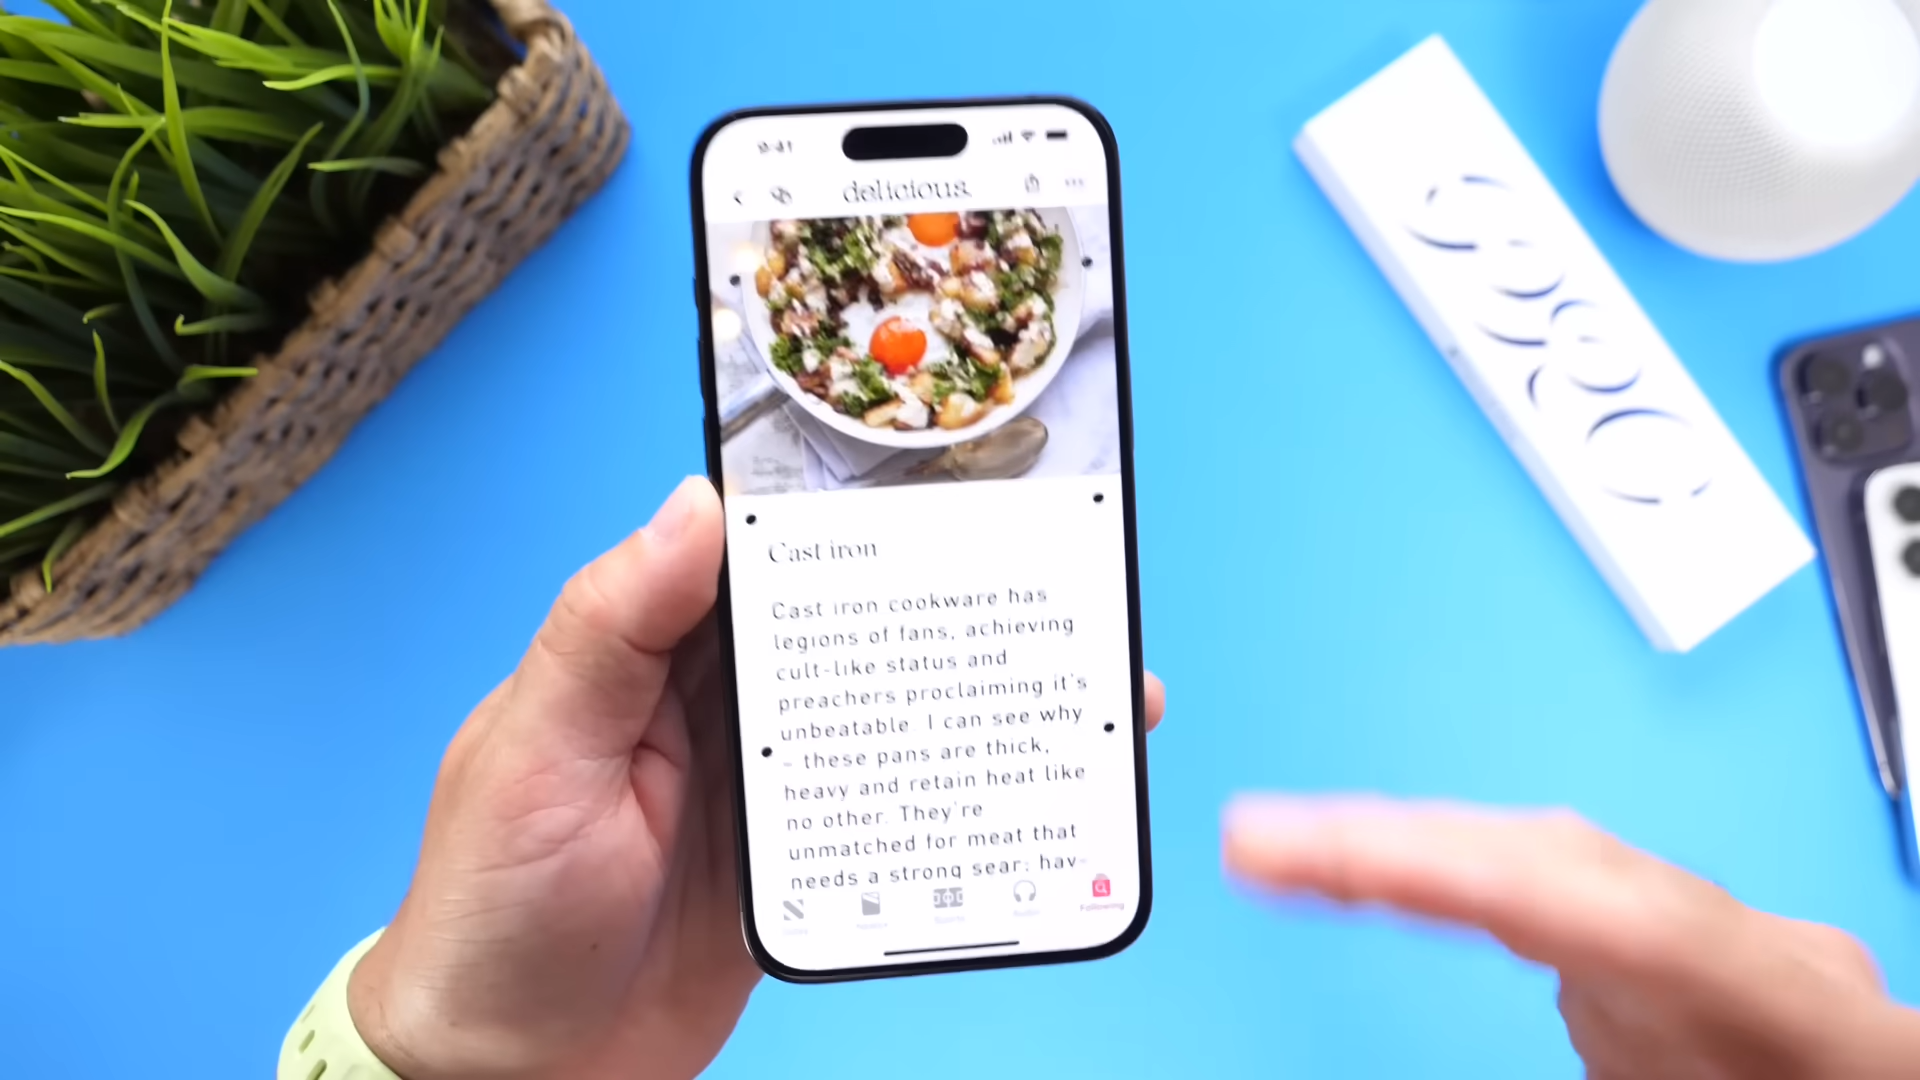 9:41
delicious.
Cast iron
Cast iron cookware has
legions of fans, achieving
cult-like status and
preachers proclaiming it's
unbeatable. I can see why
– these pans are thick,
heavy and retain heat like
no other. They're
unmatched for meat that
needs a strong sear; hav-
Following